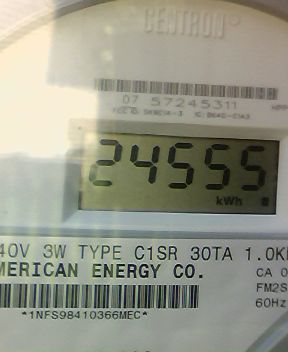 CENTRON®
07 57245311
24555
kWh
40V 3W TYPE C1SR 30TA 1.0K
MERICAN ENERGY CO.
CA 0
FM2S
60Hz
*1NFS98410366MEC*